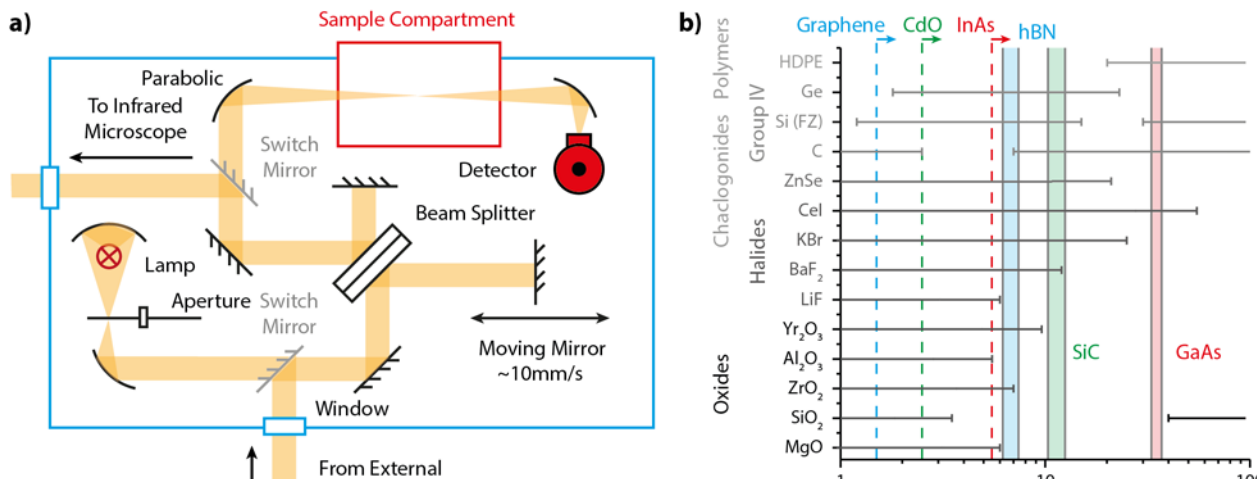 a)
Sample Compartment
Parabolic
To Infrared
Microscope
Switch
Mirror
Detector
Beam Splitter
Lamp
Aperture
Switch
Mirror
Moving Mirror
~10mm/s
Window
From External
b)
Graphene
CdO
InAs
hBN
Polymers
HDPE
Group IV
Ge
Si (FZ)
C
Chaclogonides
ZnSe
Halides
CeI
KBr
BaF2
LiF
Oxides
Yr2O3
Al2O3
ZrO2
SiO2
MgO
SiC
GaAs
1
10